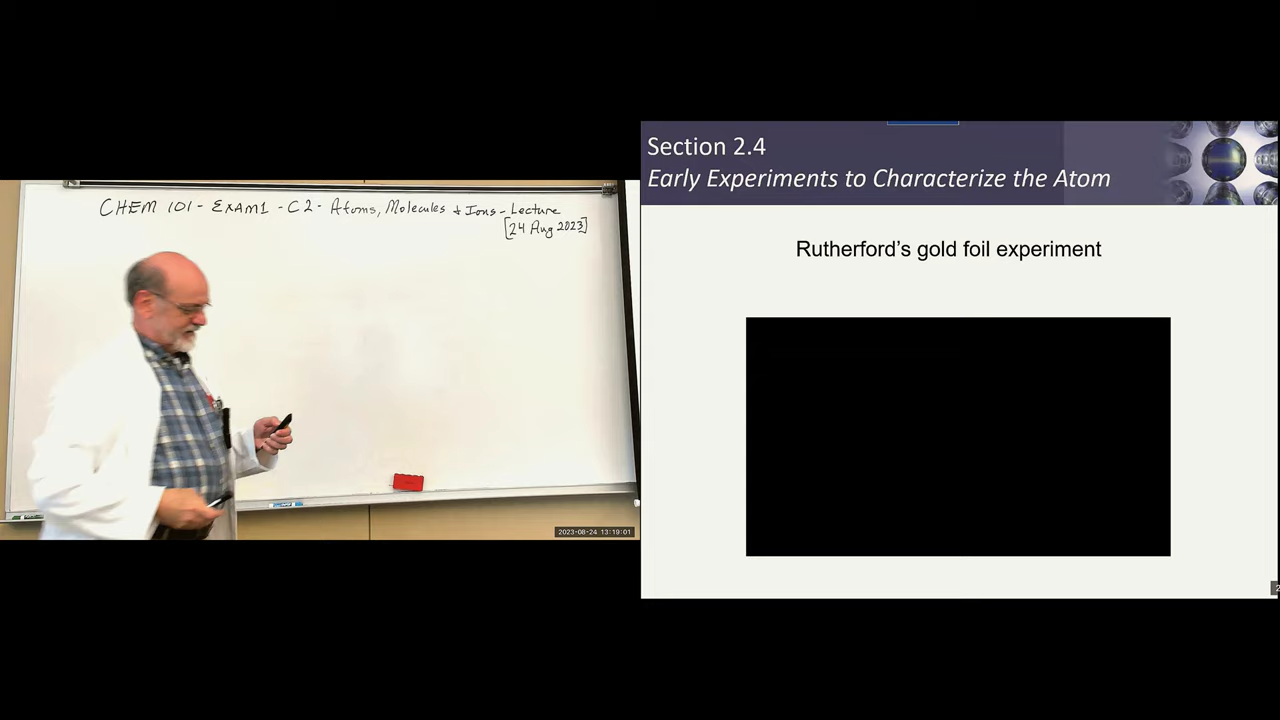 CHEM 101 - EXAM1 - C2 - Atoms, Molecules & Ions - Lecture
[24 Aug 2023]
2023-08-24 13:19:01
Section 2.4
Early Experiments to Characterize the Atom
Rutherford's gold foil experiment